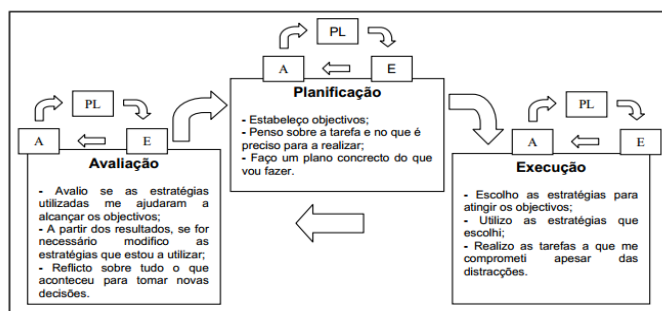 PL
A
E
Planificação
- Estabeleço objectivos;
- Penso sobre a tarefa e no que é
preciso para a realizar;
- Faço um plano concrecto do que
vou fazer.
PL
A
E
Avaliação
- Avalio se as estratégias
utilizadas me ajudaram a
alcançar os objectivos;
- A partir dos resultados, se for
necessário modifico as
estratégias que estou a utilizar;
- Reflicto sobre tudo o que
aconteceu para tomar novas
decisões.
PL
A
E
Execução
- Escolho as estratégias para
atingir os objectivos;
- Utilizo as estratégias que
escolhi;
- Realizo as tarefas a que me
comprometi apesar das
distracções.